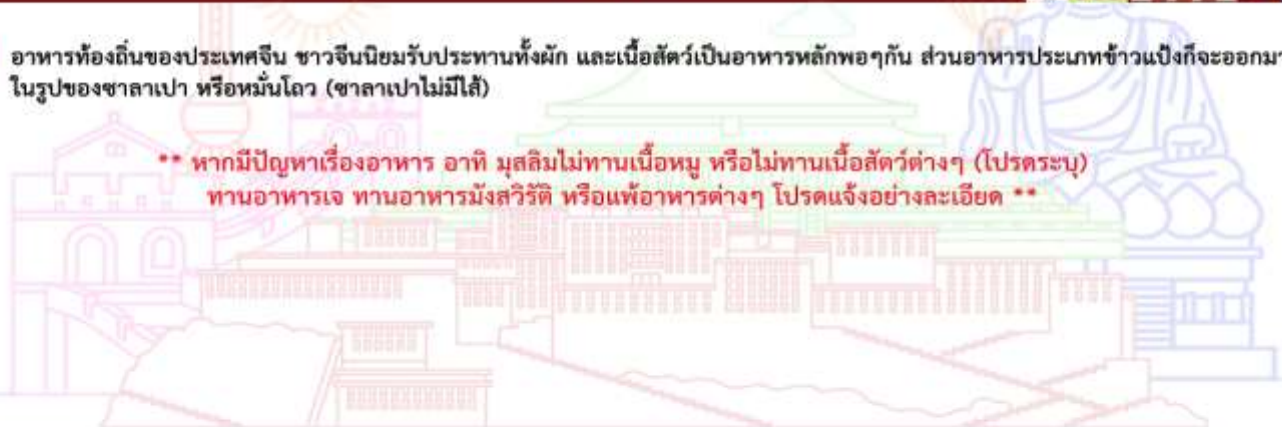 อาหารท้องถิ่นของประเทศจีน ชาวจีนนิยมรับประทานทั้งผัก และเนื้อสัตว์เป็นอาหารหลักพอๆกัน ส่วนอาหารประเภทข้าวแป้งก็จะออกมา
ในรูปของซาลาเปา หรือหมั่นโถว (ซาลาเปาไม่มีไส้)
** หากมีปัญหาเรื่องอาหาร อาทิ มุสลิมไม่ทานเนื้อหมู หรือไม่ทานเนื้อสัตว์ต่างๆ (โปรดระบุ)
ทานอาหารเจ ทานอาหารมังสวิรัติ หรือแพ้อาหารต่างๆ โปรดแจ้งอย่างละเอียด **